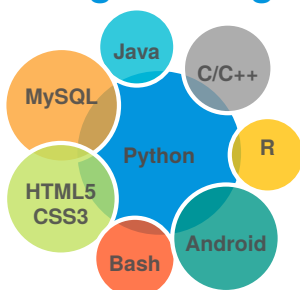 Java
C/C++
MySQL
Python
R
HTML5
CSS3
Android
Bash